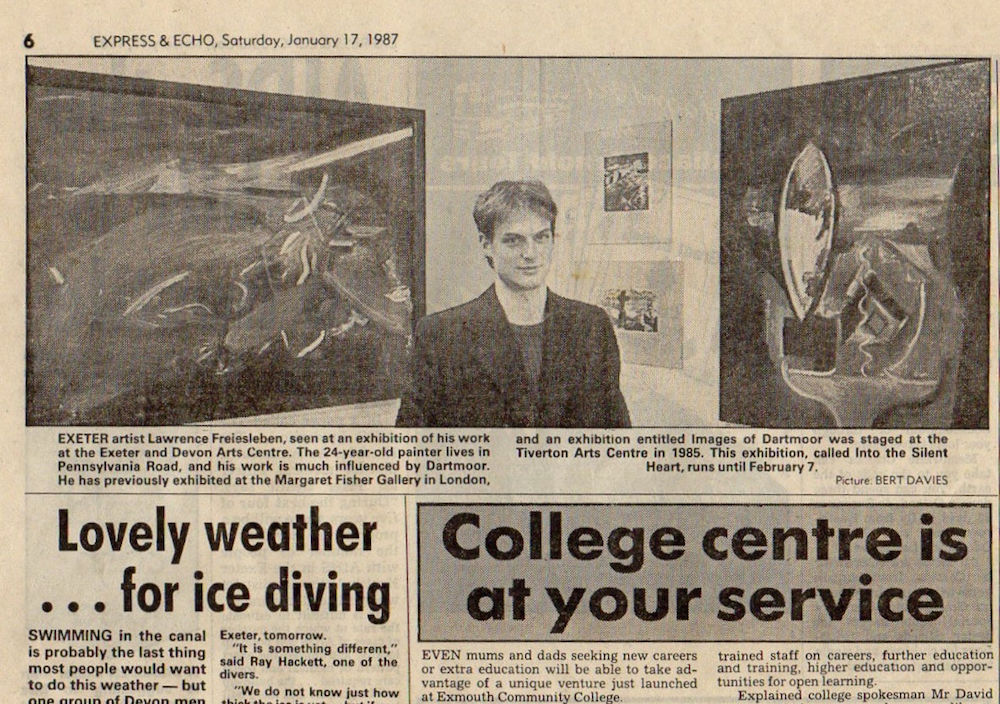 6
EXPRESS & ECHO, Saturday, January 17, 1987
EXETER artist Lawrence Freiesleben, seen at an exhibition of his work
at the Exeter and Devon Arts Centre. The 24-year-old painter lives in
Pennsylvania Road, and his work is much influenced by Dartmoor.
He has previously exhibited at the Margaret Fisher Gallery in London,
and an exhibition entitled Images of Dartmoor was staged at the
Tiverton Arts Centre in 1985. This exhibition, called Into the Silent
Heart, runs until February 7.
Picture: BERT DAVIES
Lovely weather
. . . for ice diving
SWIMMING in the canal
is probably the last thing
most people would want
to do this weather — but
one group of Devon men
Exeter, tomorrow.
"It is something different,"
said Ray Hackett, one of the
divers.
"We do not know just how
College centre is
at your service
EVEN mums and dads seeking new careers
or extra education will be able to take ad-
vantage of a unique venture just launched
at Exmouth Community College.
trained staff on careers, further education
and training, higher education and oppor-
tunities for open learning.
Explained college spokesman Mr David